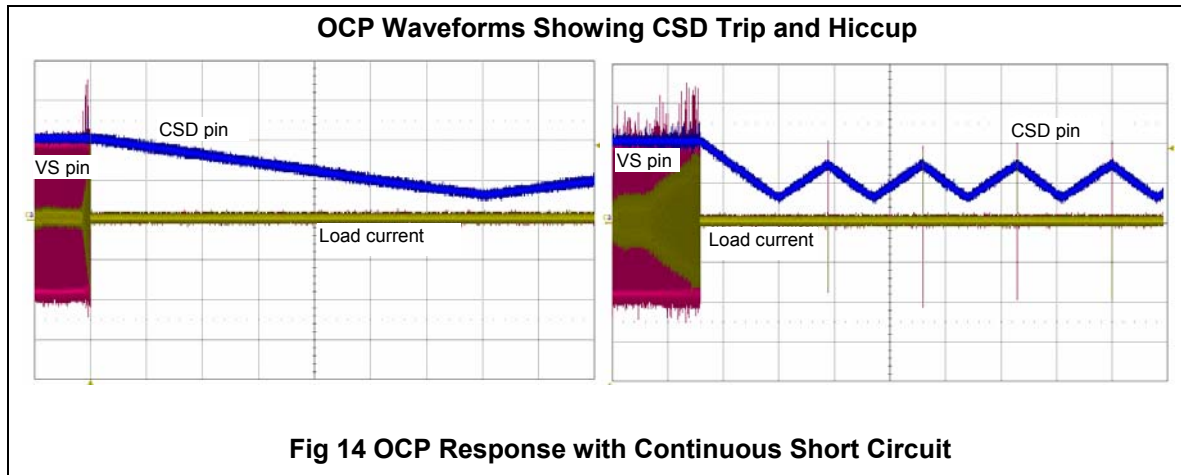 OCP Waveforms Showing CSD Trip and Hiccup
CSD pin
VS pin
Load current
CSD pin
VS pin
Load current
Fig 14 OCP Response with Continuous Short Circuit